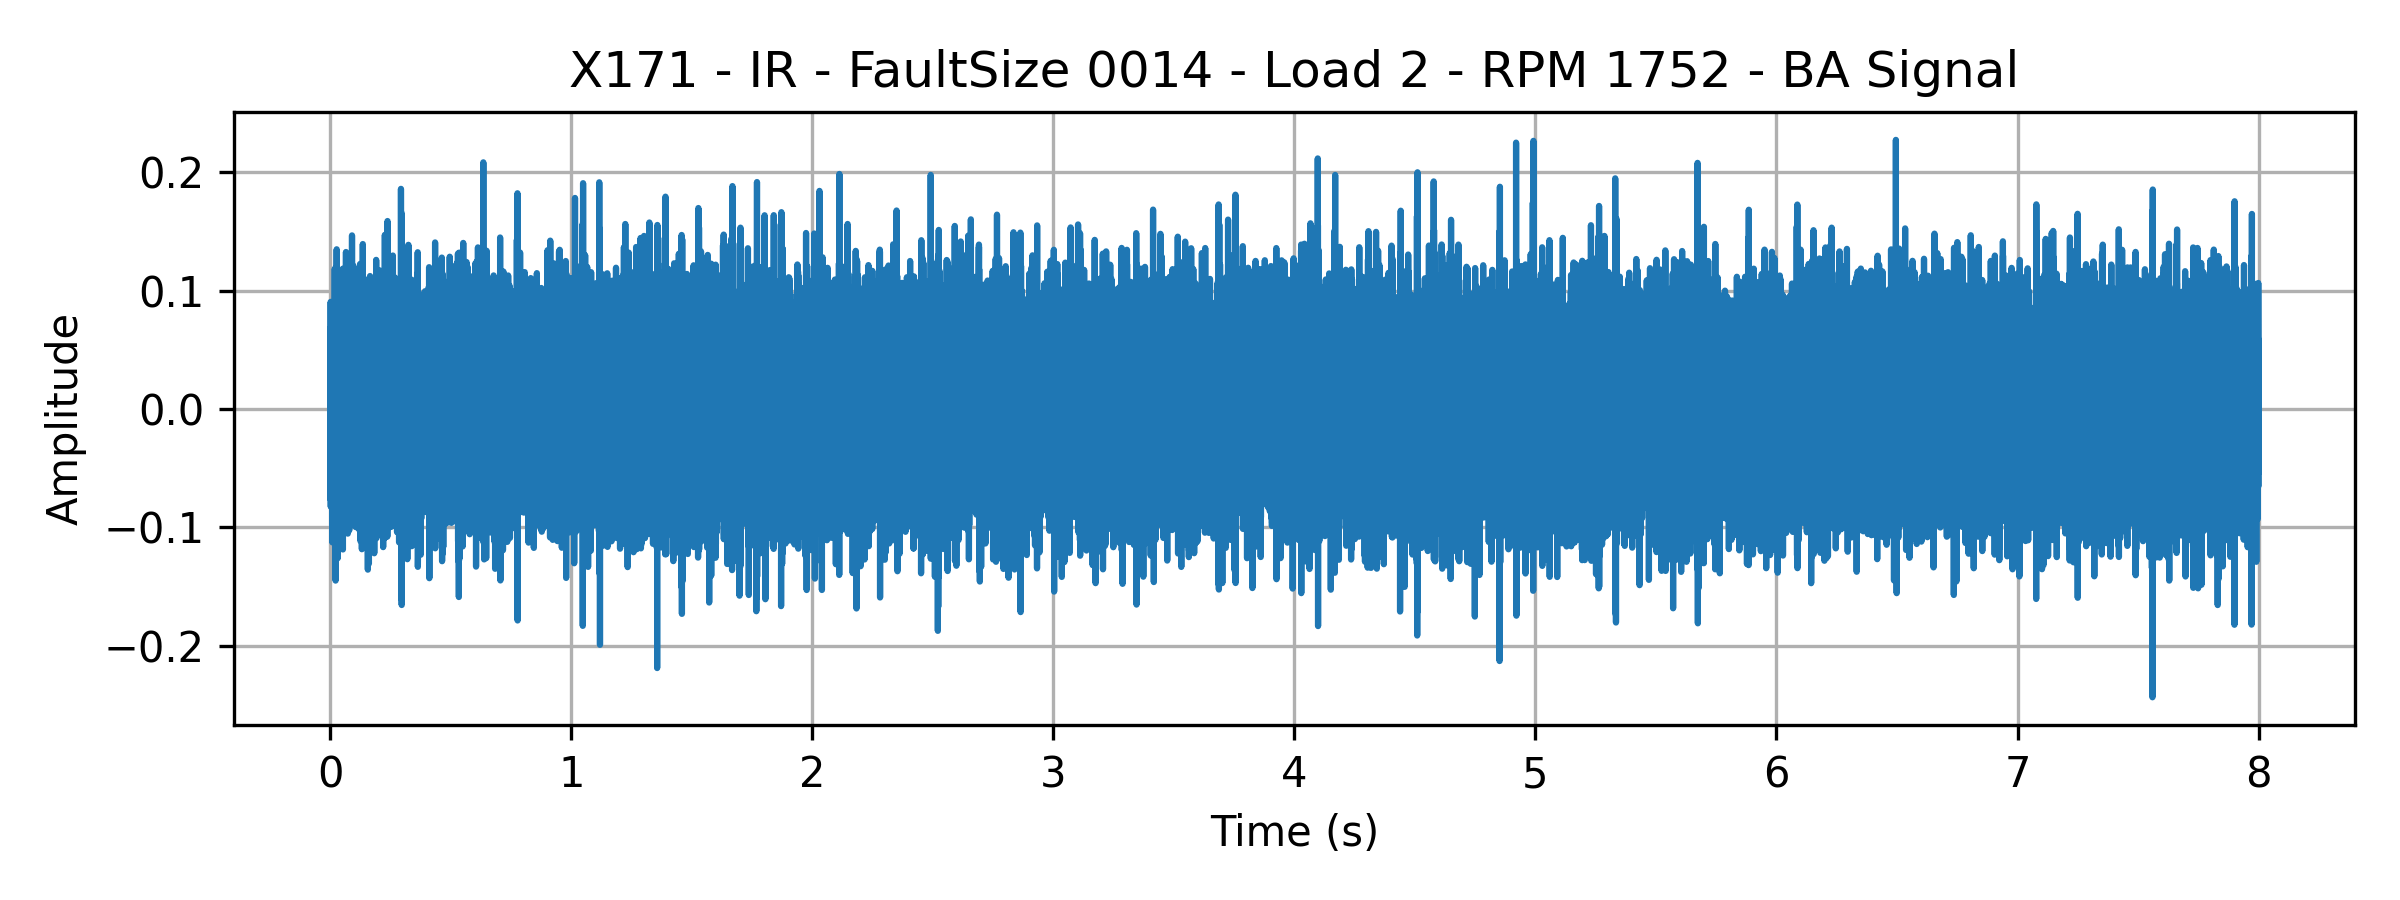 X171 - IR - FaultSize 0014 - Load 2 - RPM 1752 - BA Signal
Amplitude
0.2
0.1
0.0
−0.1
−0.2
0 1 2 3 4 5 6 7 8
Time (s)